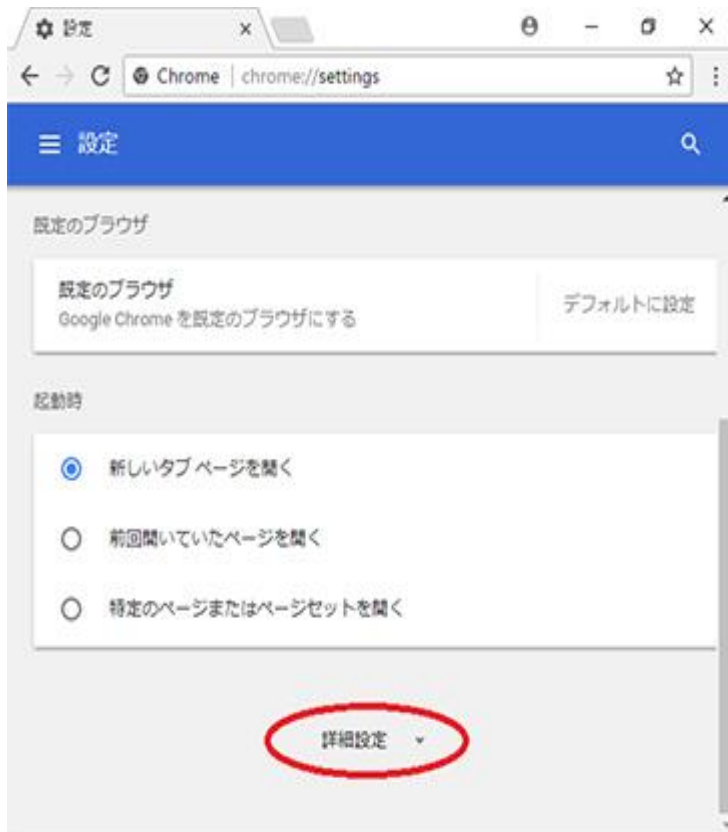 設定
Chrome | chrome://settings
設定
既定のブラウザ
既定のブラウザ
Google Chrome を既定のブラウザにする
デフォルトに設定
起動時
新しいタブ ページを開く
前回開いていたページを開く
特定のページまたはページセットを開く
詳細設定